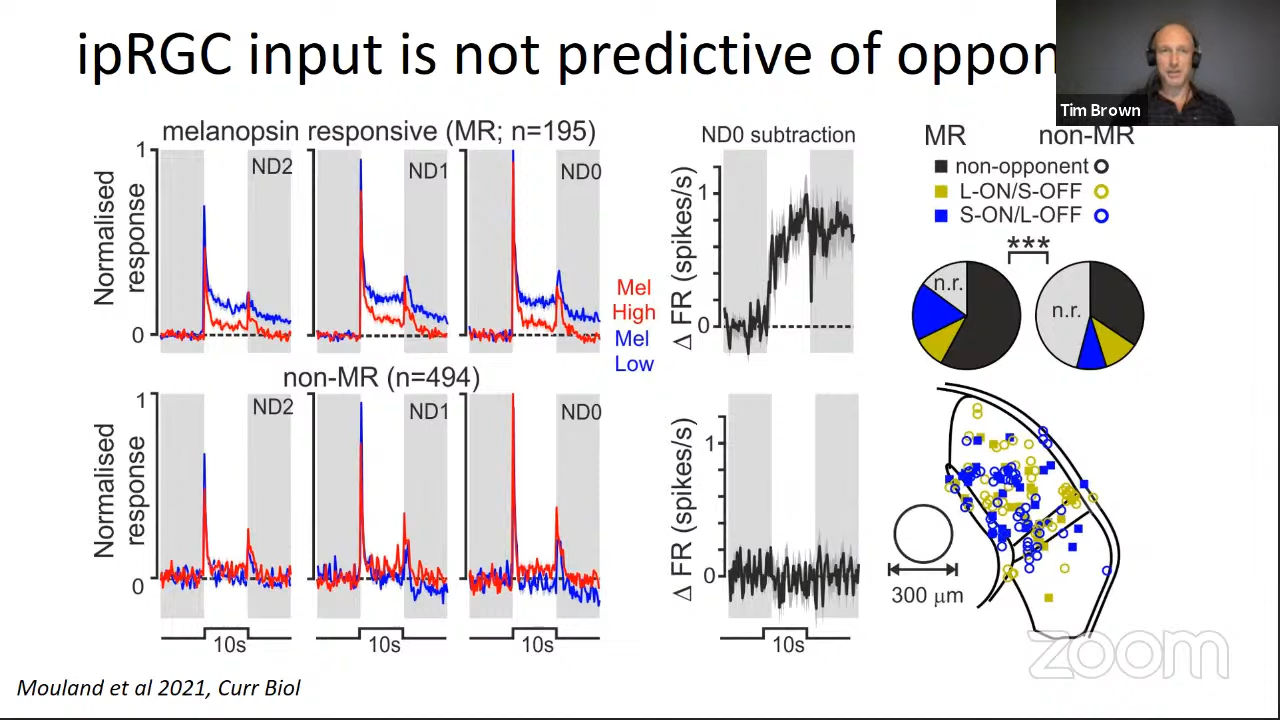 ipRGC input is not predictive of oppon
Tim Brown
melanopsin responsive (MR; n=195)
1
Normalised
response
0
ND2
ND1
ND0
Mel
High
Mel
Low
non-MR (n=494)
1
Normalised
response
0
ND2
ND1
ND0
10s
10s
10s
ND0 subtraction
1
Δ FR (spikes/s)
0
1
Δ FR (spikes/s)
0
10s
MR non-MR
non-opponent
L-ON/S-OFF
S-ON/L-OFF
***
n.r.
n.r.
300 μm
zoom
Mouland et al 2021, Curr Biol